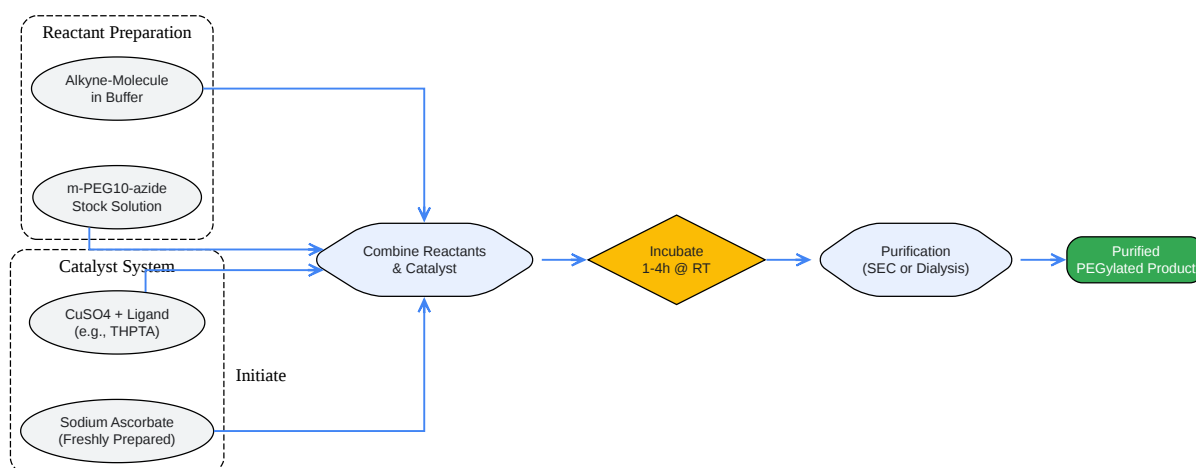 Reactant Preparation
Alkyne-Molecule
in Buffer
m-PEG10-azide
Stock Solution
Catalyst System
CuSO4 + Ligand
(e.g., THPTA)
Sodium Ascorbate
(Freshly Prepared)
Initiate
Combine Reactants
& Catalyst
Incubate
1-4h @ RT
Purification
(SEC or Dialysis)
Purified
PEGylated Product